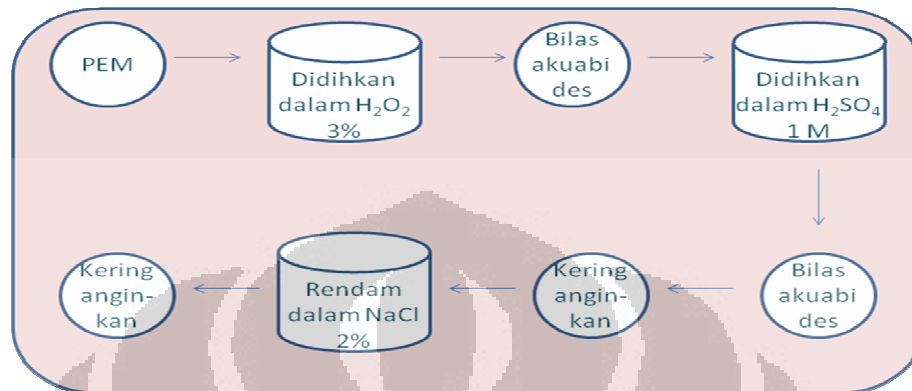 PEM
Didihkan
dalam H₂O₂
3%
Bilas
akuabi
des
Didihkan
dalam H₂SO₄
1 M
Bilas
akuabi
des
Kering
angin-
kan
Rendam
dalam NaCl
2%
Kering
angin-
kan